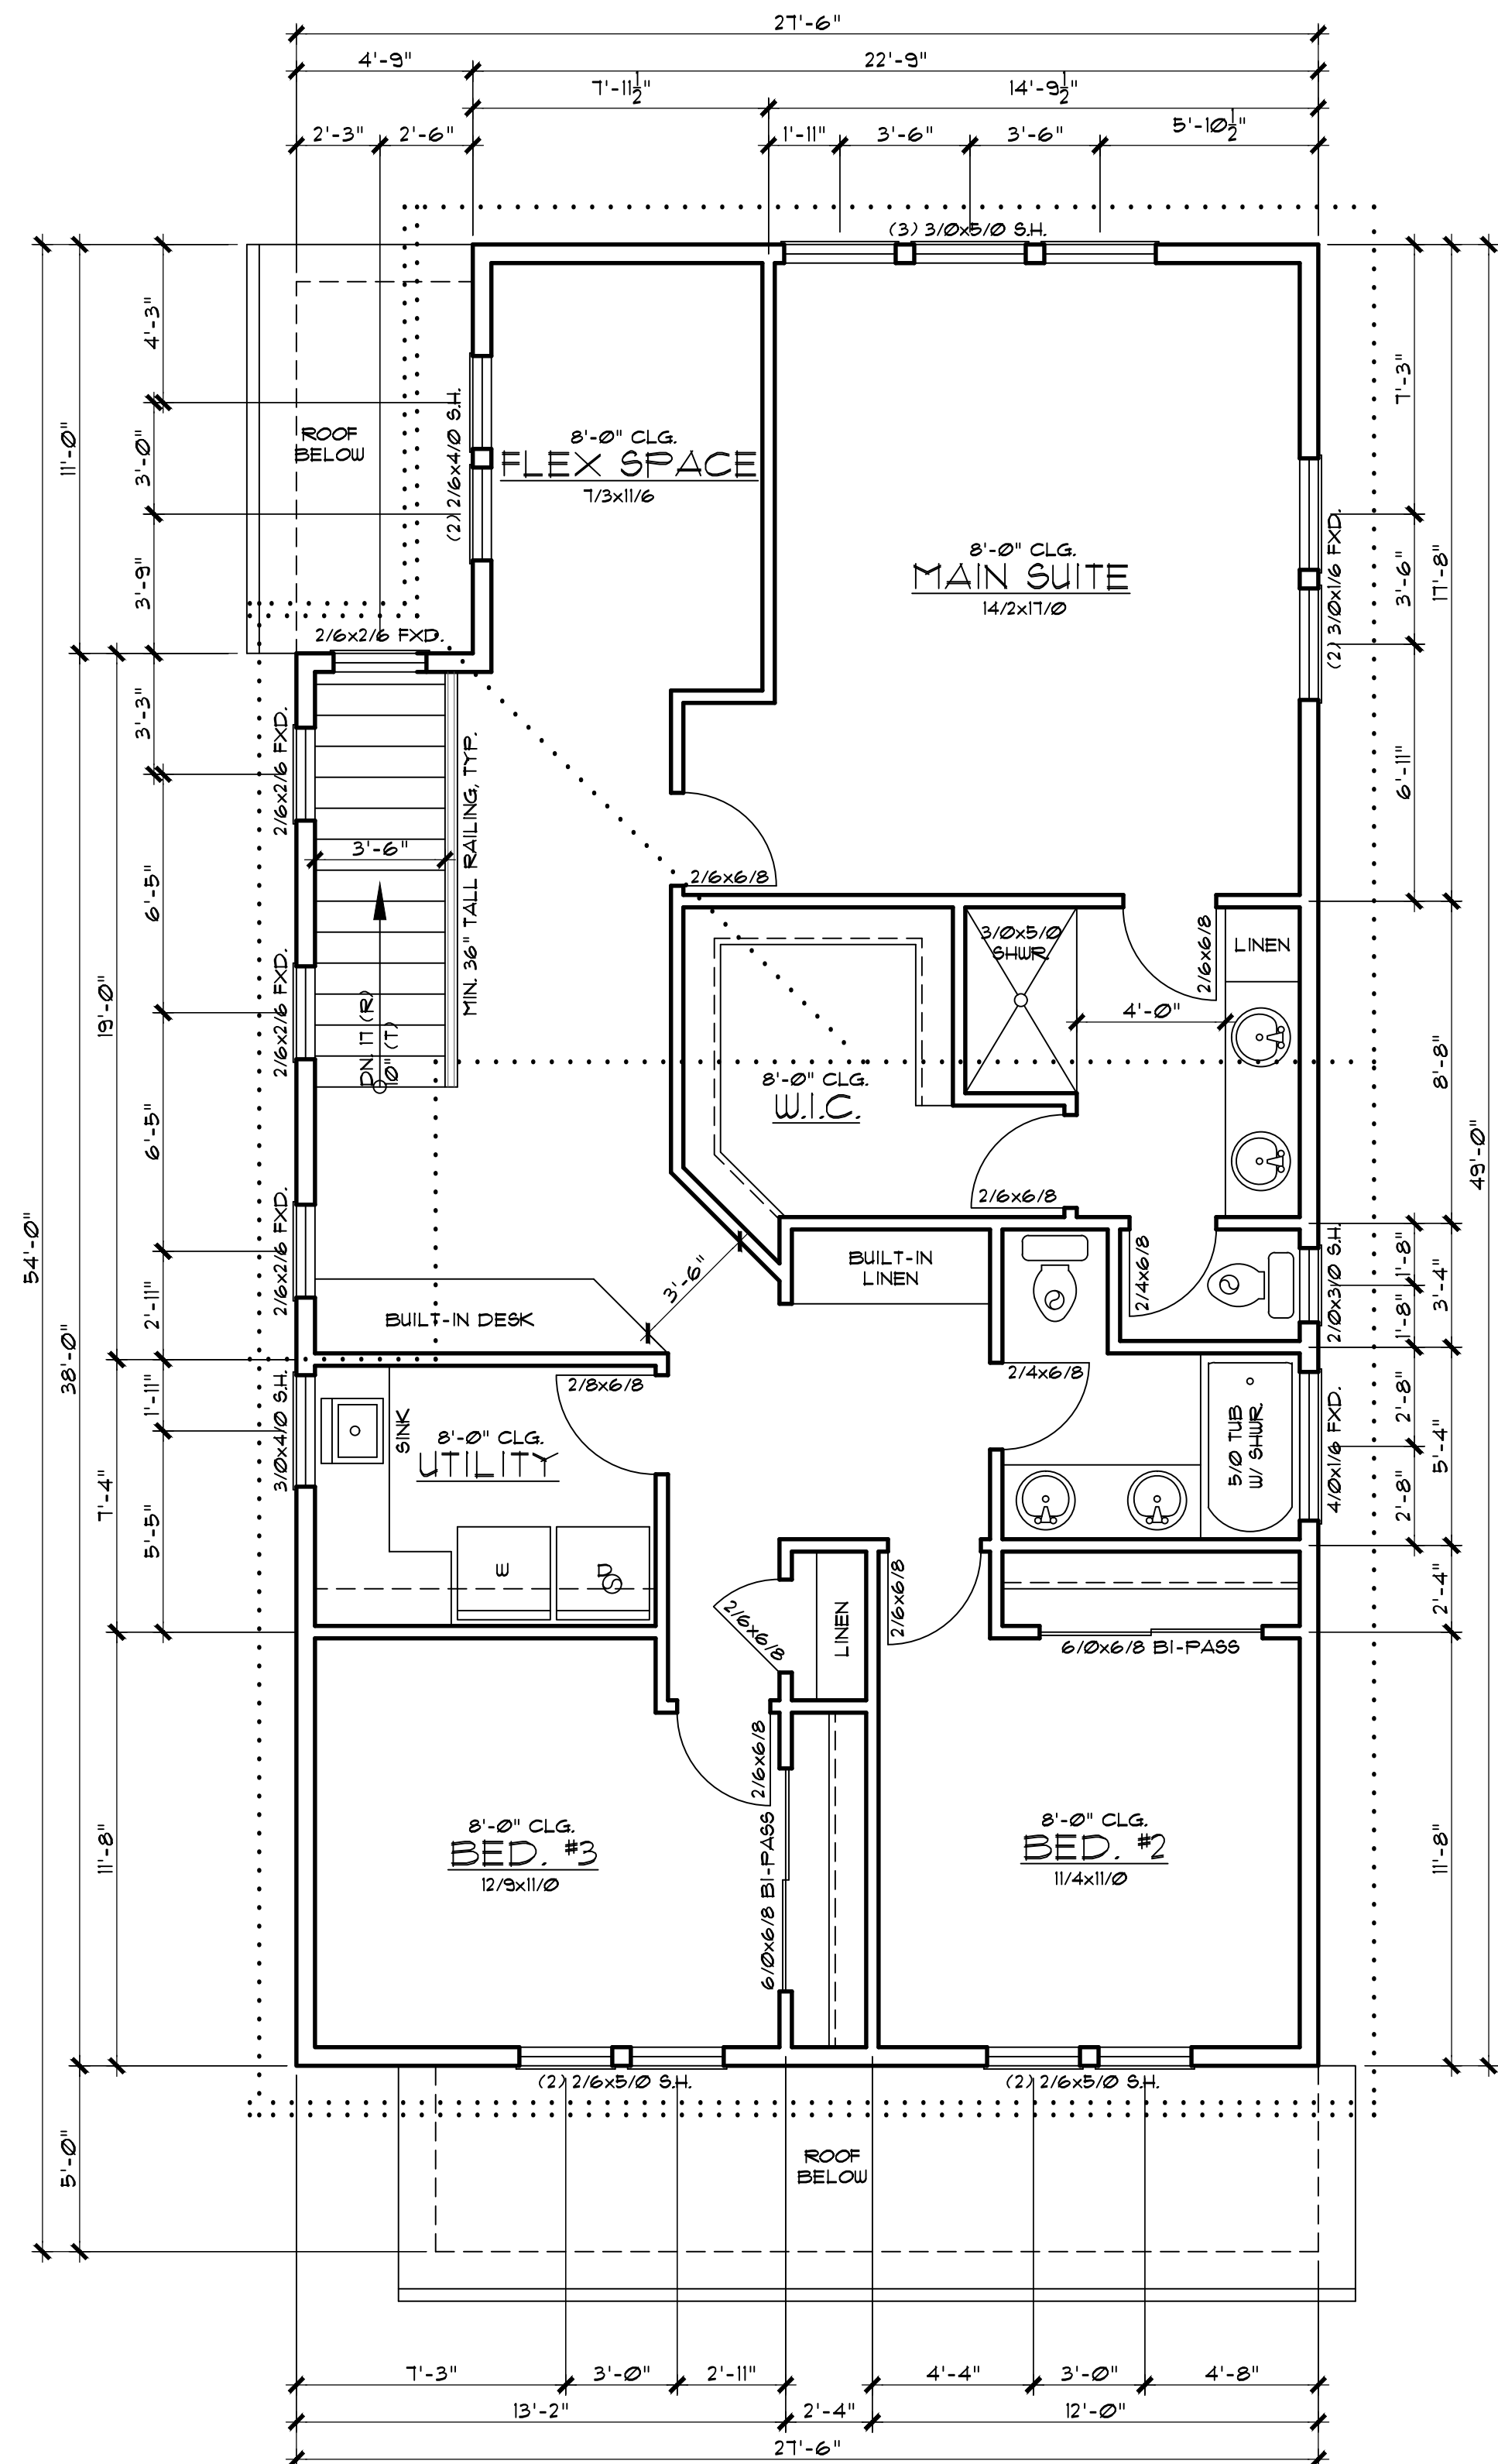 27'-6"
4'-9"
22'-9"
7'-11½"
14'-9½"
2'-3"
2'-6"
1'-11"
3'-6"
3'-6"
5'-10½"
(3) 3/0x5/0 S.H.
4'-3"
3'-0"
3'-9"
11'-0"
ROOF
BELOW
(2) 2/6x4/0 S.H.
8'-0" CLG.
FLEX SPACE
7/3x11/6
8'-0" CLG.
MAIN SUITE
14/2x17/0
(2) 3/0x1/6 FXD.
7'-3"
3'-6"
6'-11"
17'-8"
2/6x2/6 FXD.
3'-3"
2/6x2/6 FXD.
MIN. 36" TALL RAILING, TYP.
3'-6"
2/6x6/8
6'-5"
19'-0"
2/6x2/6 FXD.
DN. 17 (R)
10" (T)
3/0x5/0
SHWR.
2/6x6/8
LINEN
4'-0"
8'-8"
49'-0"
8'-0" CLG.
W.I.C.
6'-5"
2/6x6/8
54'-0"
38'-0"
2/6x2/6 FXD.
2'-11"
3'-6"
BUILT-IN DESK
BUILT-IN
LINEN
2/4x6/8
2/0x3/0 S.H.
1'-8"
1'-8"
3'-4"
1'-11"
3/0x4/0 S.H.
2/8x6/8
SINK
8'-0" CLG.
UTILITY
2/4x6/8
5/0 TUB
W/ SHWR
4/0x1/6 FXD.
2'-8"
2'-8"
5'-4"
7'-4"
5'-5"
W
D
2/6x6/8
LINEN
2/6x6/8
6/0x6/8 BI-PASS
2'-4"
2/6x6/8
6/0x6/8 BI-PASS
8'-0" CLG.
BED. #3
12/9x11/0
8'-0" CLG.
BED. #2
11/4x11/0
11'-8"
11'-8"
(2) 2/6x5/0 S.H.
(2) 2/6x5/0 S.H.
5'-0"
ROOF
BELOW
7'-3"
3'-0"
2'-11"
4'-4"
3'-0"
4'-8"
13'-2"
2'-4"
12'-0"
27'-6"